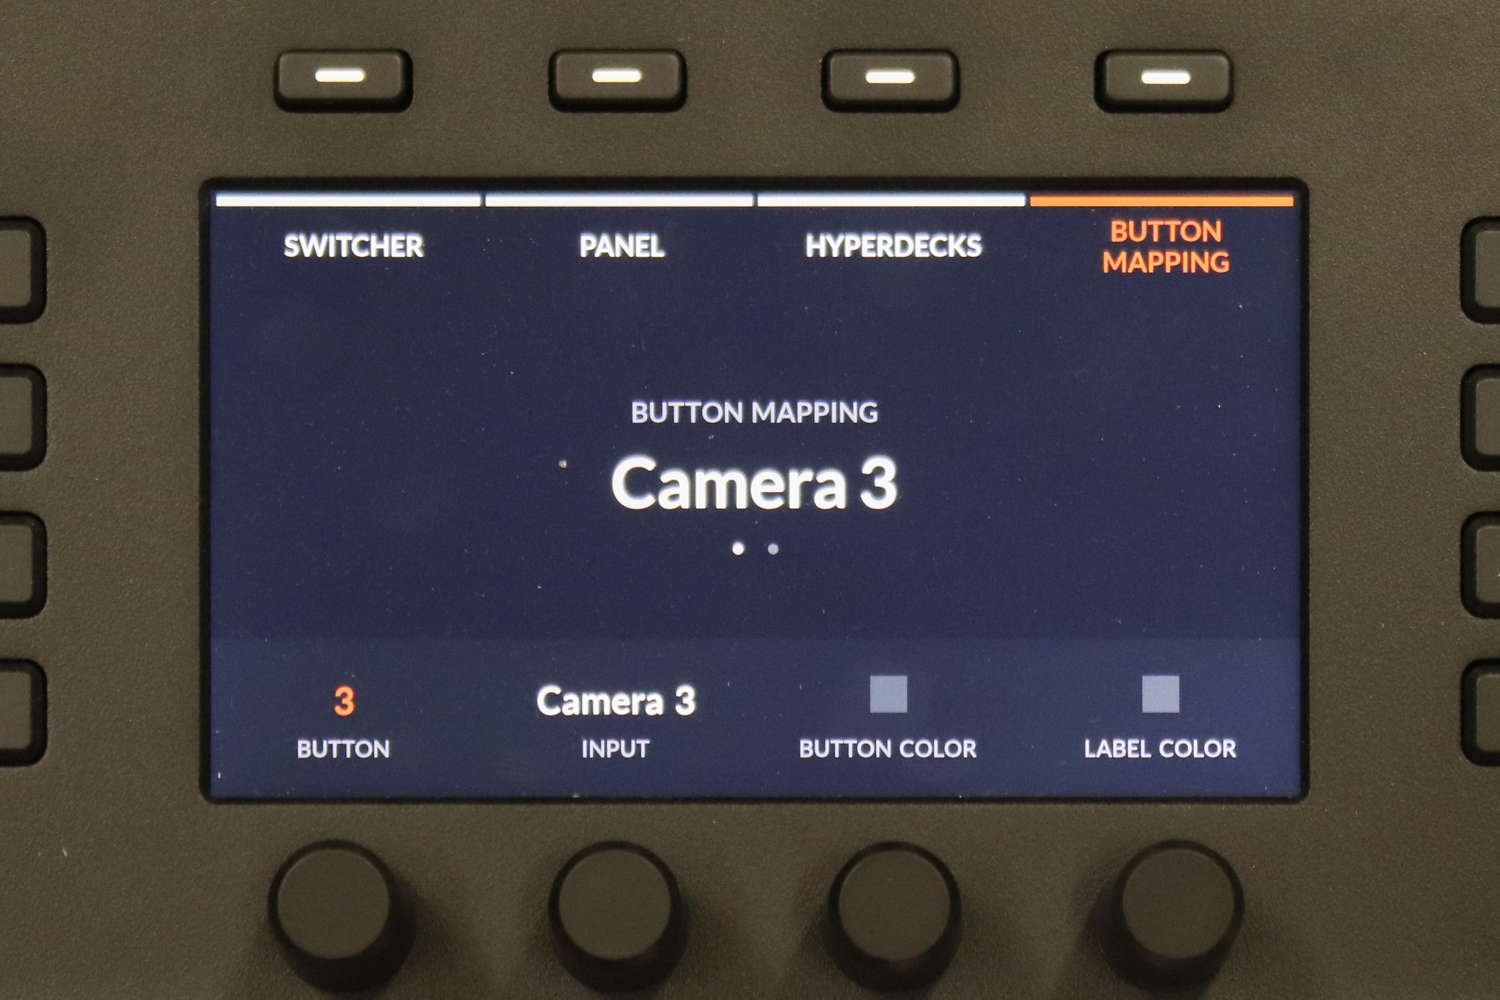 SWITCHER
PANEL
HYPERDECKS
BUTTON
MAPPING
BUTTON MAPPING
Camera 3
3
Camera 3
BUTTON
INPUT
BUTTON COLOR
LABEL COLOR